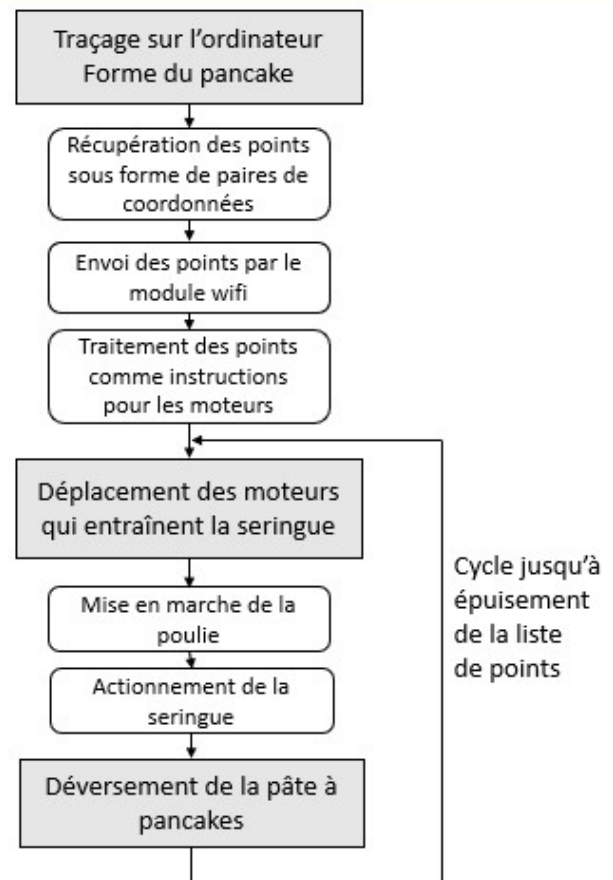 Traçage sur l'ordinateur
Forme du pancake
Récupération des points
sous forme de paires de
coordonnées
Envoi des points par le
module wifi
Traitement des points
comme instructions
pour les moteurs
Déplacement des moteurs
qui entraînent la seringue
Mise en marche de la
poulie
Actionnement de la
seringue
Déversement de la pâte à
pancakes
Cycle jusqu'à
épuisement
de la liste
de points